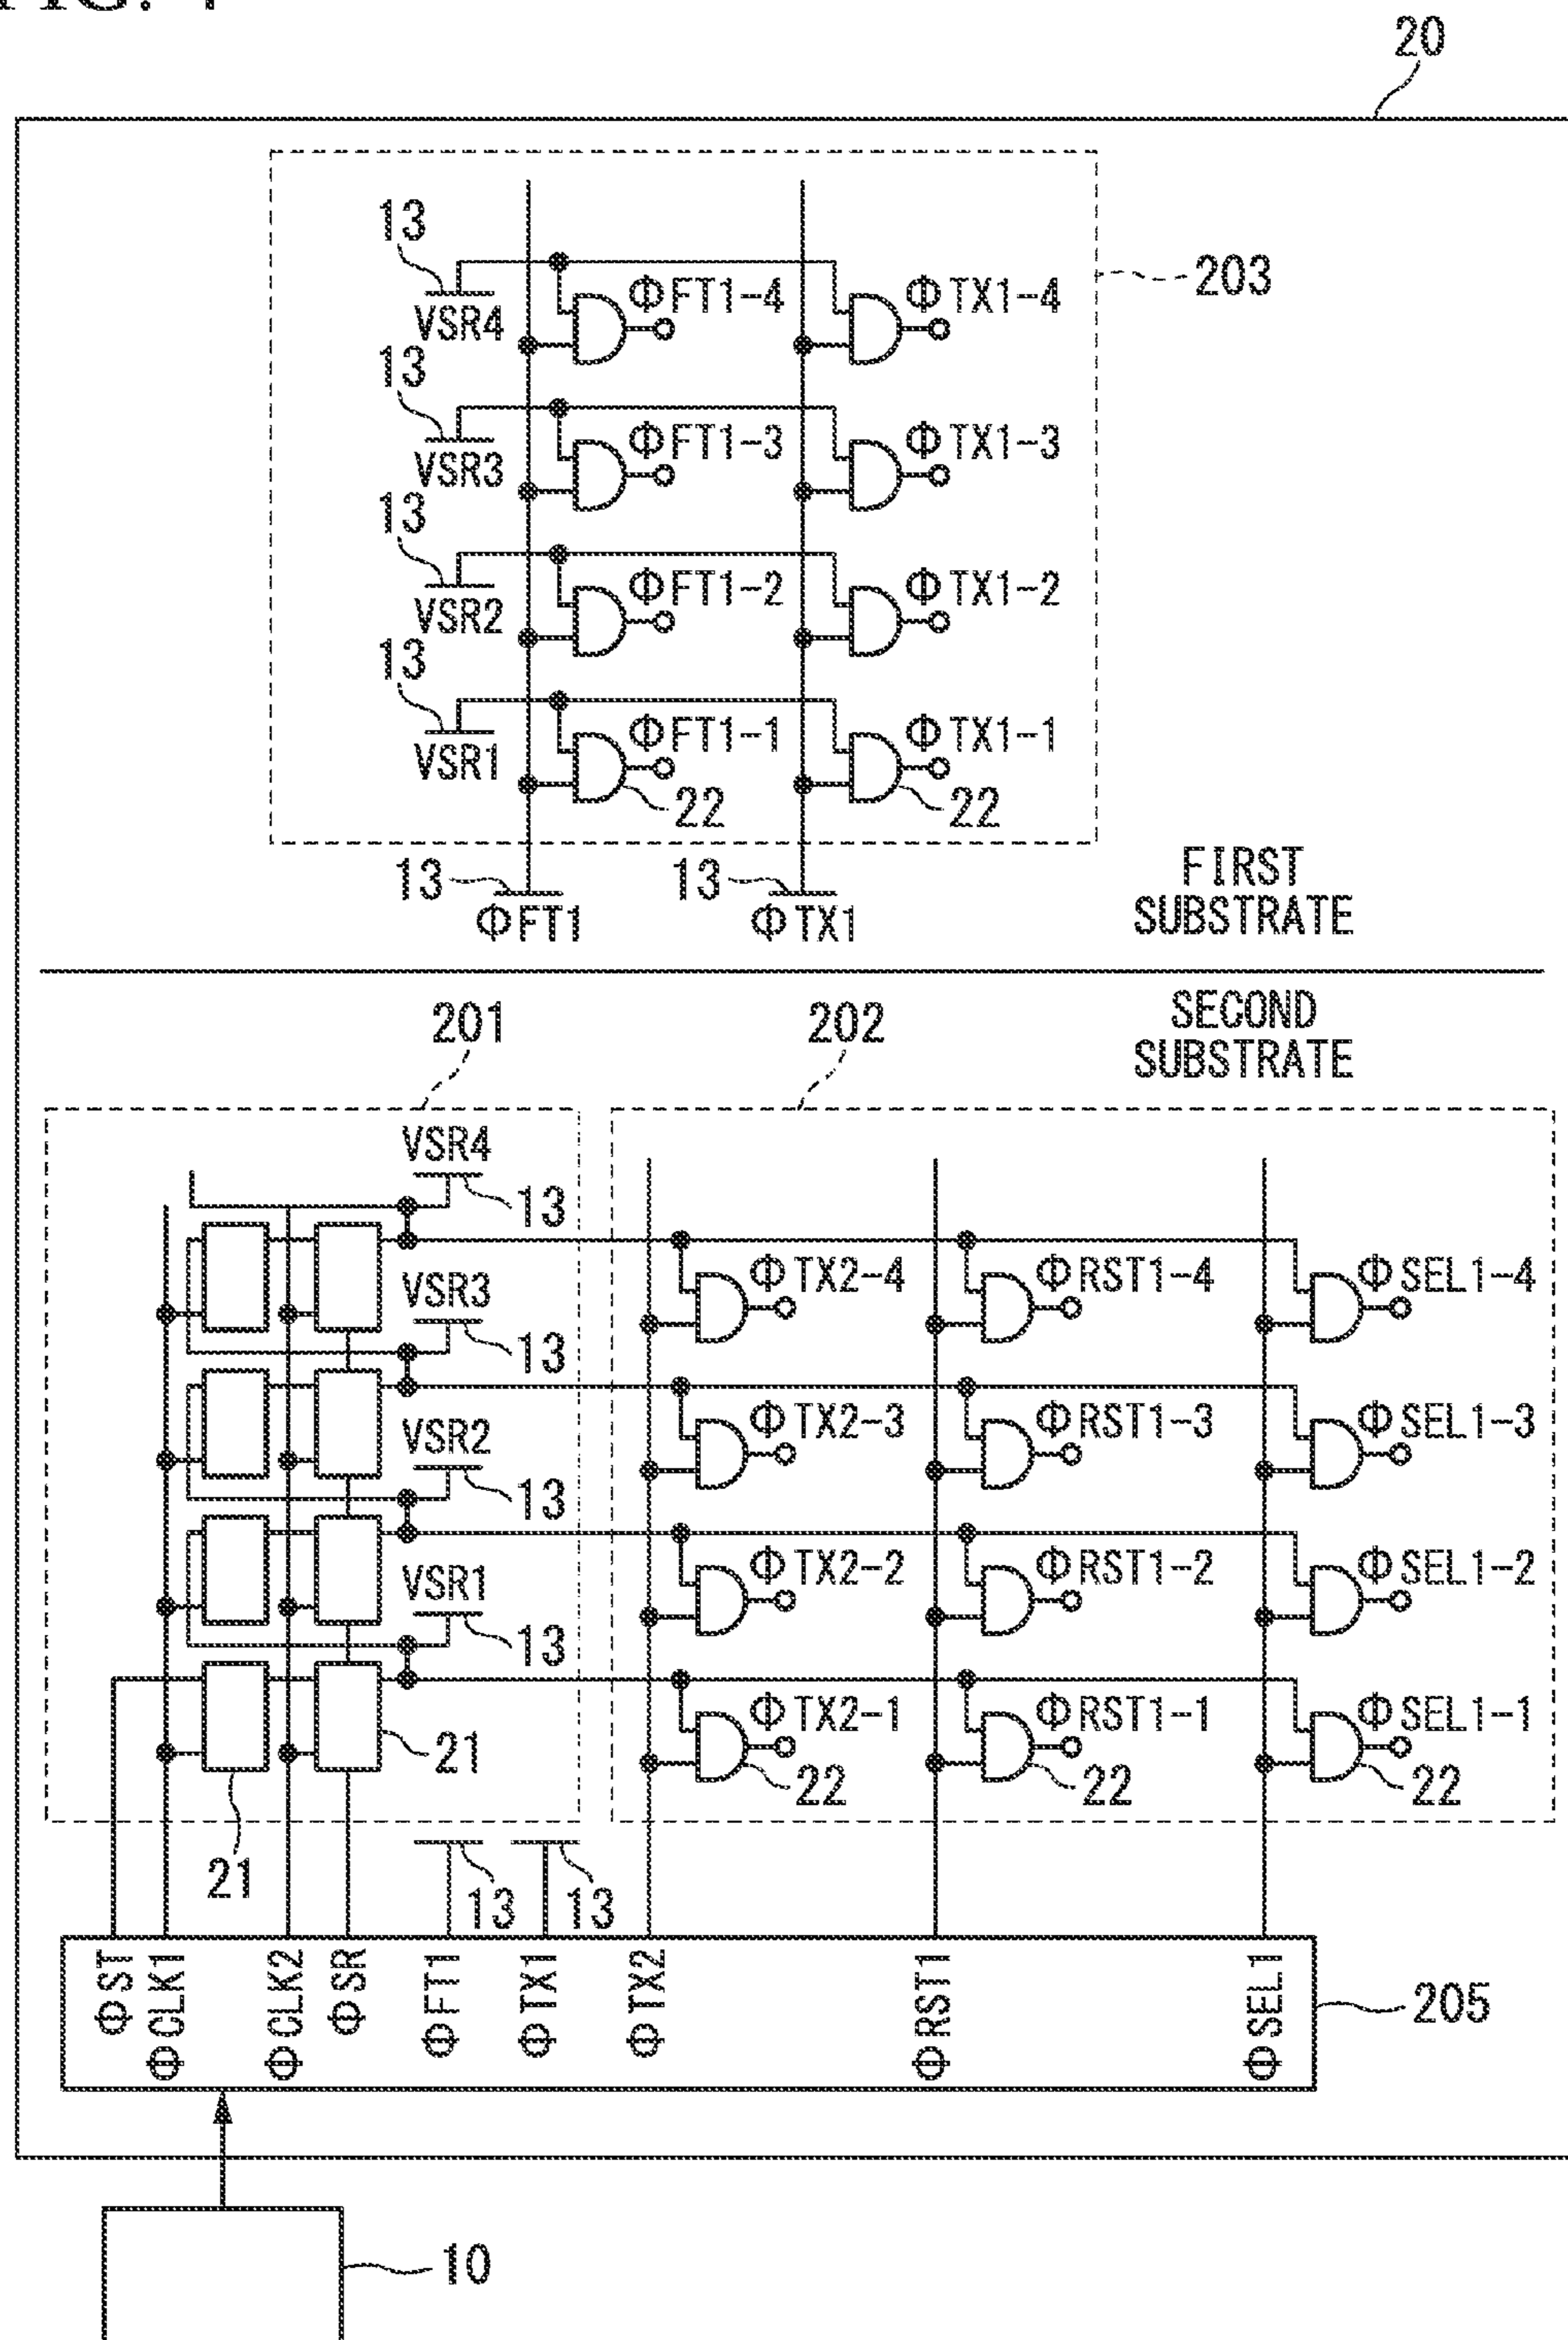 20
13
VSR4
ΦFT1-4
ΦTX1-4
203
13
VSR3
ΦFT1-3
ΦTX1-3
13
VSR2
ΦFT1-2
ΦTX1-2
13
VSR1
ΦFT1-1
ΦTX1-1
22
22
13
ΦFT1
13
ΦTX1
FIRST
SUBSTRATE
SECOND
SUBSTRATE
201
202
VSR4
13
ΦTX2-4
ΦRST1-4
ΦSEL1-4
VSR3
13
ΦTX2-3
ΦRST1-3
ΦSEL1-3
VSR2
13
ΦTX2-2
ΦRST1-2
ΦSEL1-2
VSR1
13
ΦTX2-1
ΦRST1-1
ΦSEL1-1
21
22
22
22
21
13
13
ΦST
ΦCLK1
ΦCLK2
ΦSR
ΦFT1
ΦTX1
ΦTX2
ΦRST1
ΦSEL1
205
10